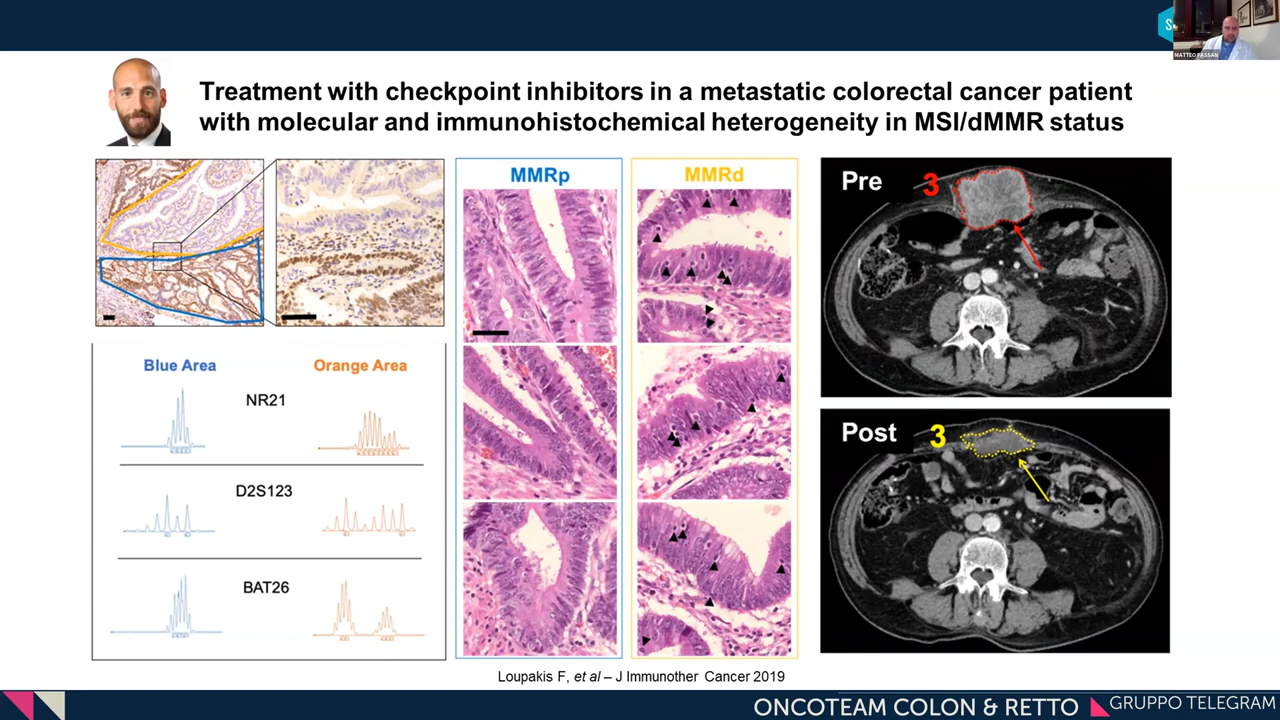 S
MATTEO FASSAN
Treatment with checkpoint inhibitors in a metastatic colorectal cancer patient
with molecular and immunohistochemical heterogeneity in MSI/dMMR status
MMRp
MMRd
Pre
3
Blue Area
Orange Area
NR21
D2S123
BAT26
Post
3
Loupakis F, et al – J Immunother Cancer 2019
ONCOTEAM COLON & RETTO
GRUPPO TELEGRAM